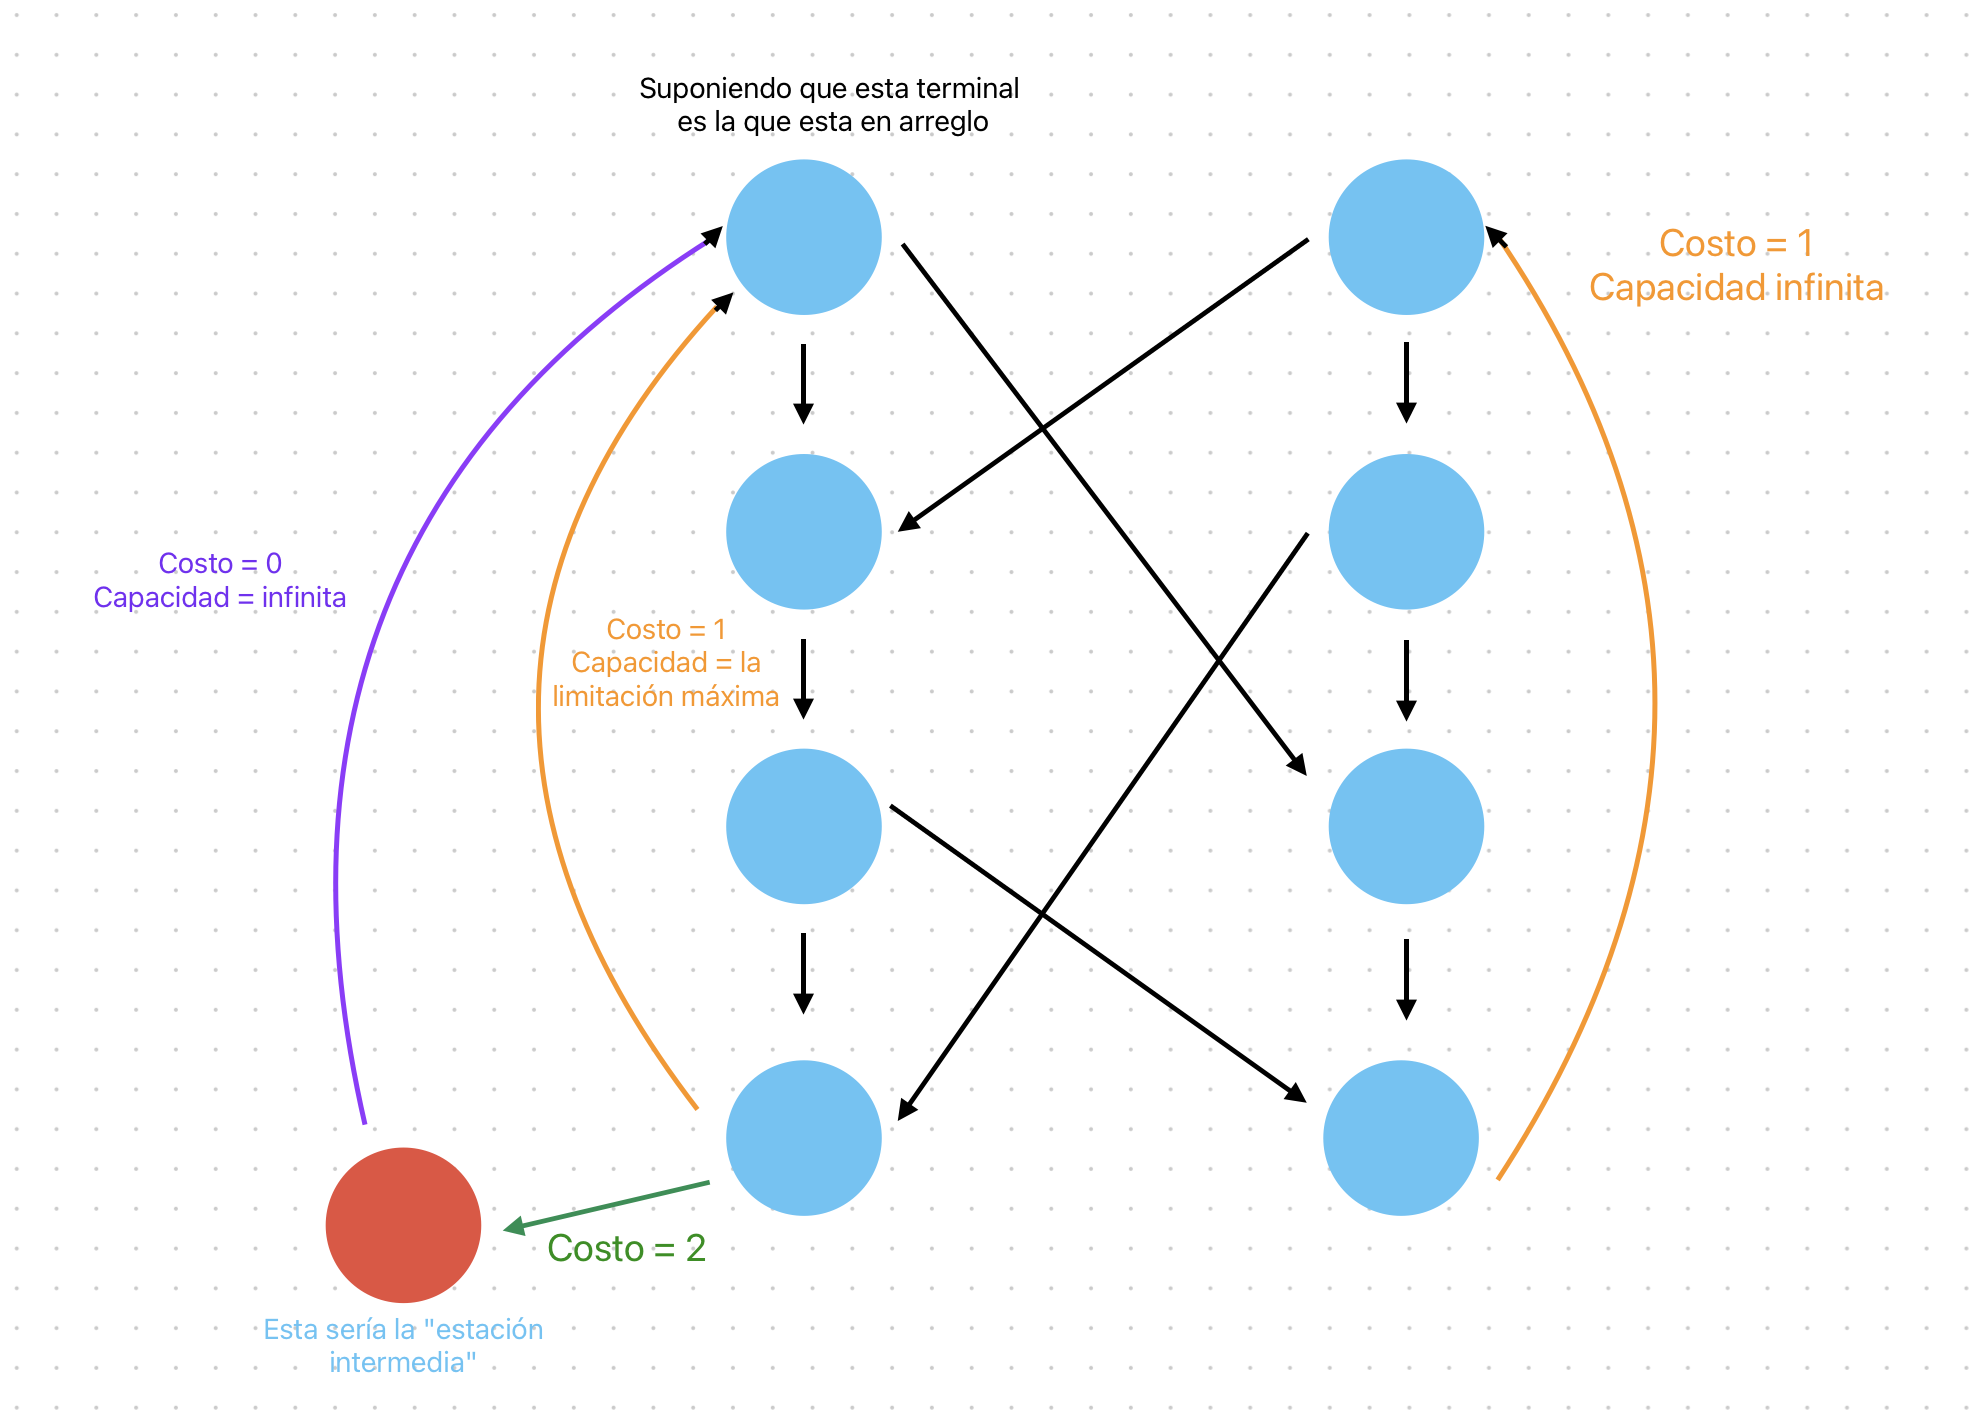 Suponiendo que esta terminal
es la que esta en arreglo
Costo = 1
Capacidad infinita
Costo = 0
Capacidad = infinita
Costo = 1
Capacidad = la
limitación máxima
Costo = 2
Esta sería la "estación
intermedia"